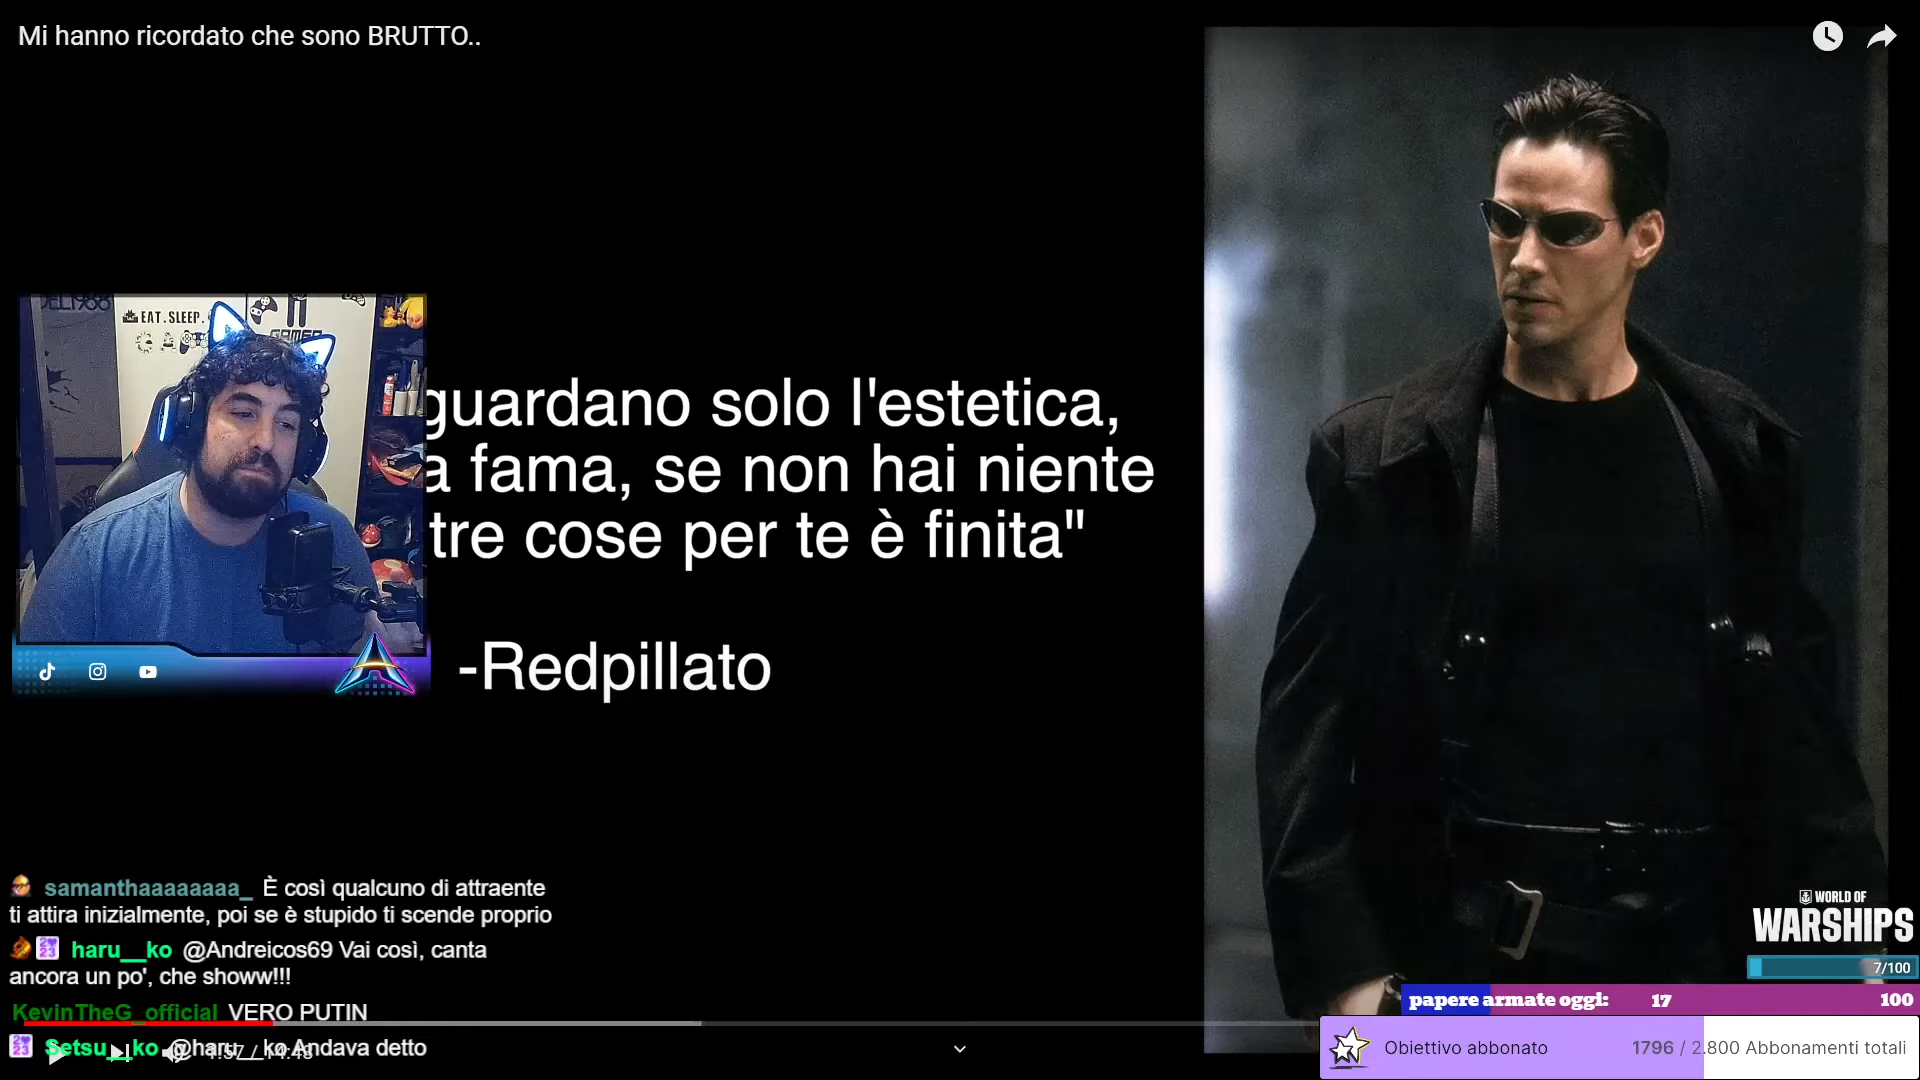 Mi hanno ricordato che sono BRUTTO..
EAT.SLEEP.
GAMER
guardano solo l'estetica,
a fama, se non hai niente
tre cose per te è finita"
-Redpillato
samanthaaaaaaaa_ È così qualcuno di attraente
ti attira inizialmente, poi se è stupido ti scende proprio
haru__ko @Andreicos69 Vai così, canta
ancora un po', che showw!!!
KevinTheG_official VERO PUTIN
Setsu__ko @haru__ko Andava detto
WORLD OF
WARSHIPS
7/100
papere armate oggi: 17 100
Obiettivo abbonato 1796 / 2.800 Abbonamenti totali